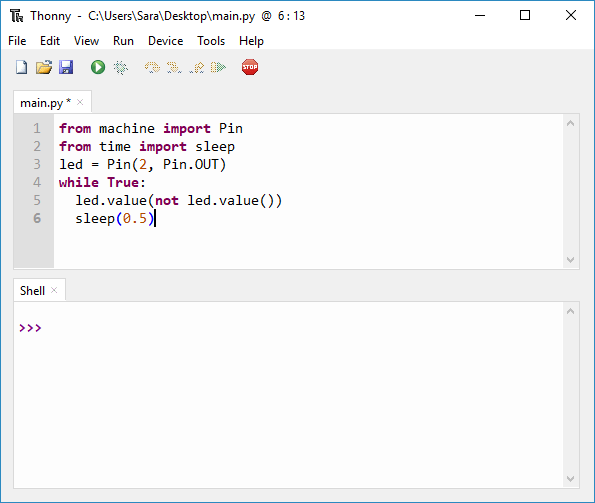 Thonny - C:\Users\Sara\Desktop\main.py @ 6:13
File Edit View Run Device Tools Help
STOP
main.py *
1 from machine import Pin
2 from time import sleep
3 led = Pin(2, Pin.OUT)
4 while True:
5   led.value(not led.value())
6   sleep(0.5)
Shell
>>>